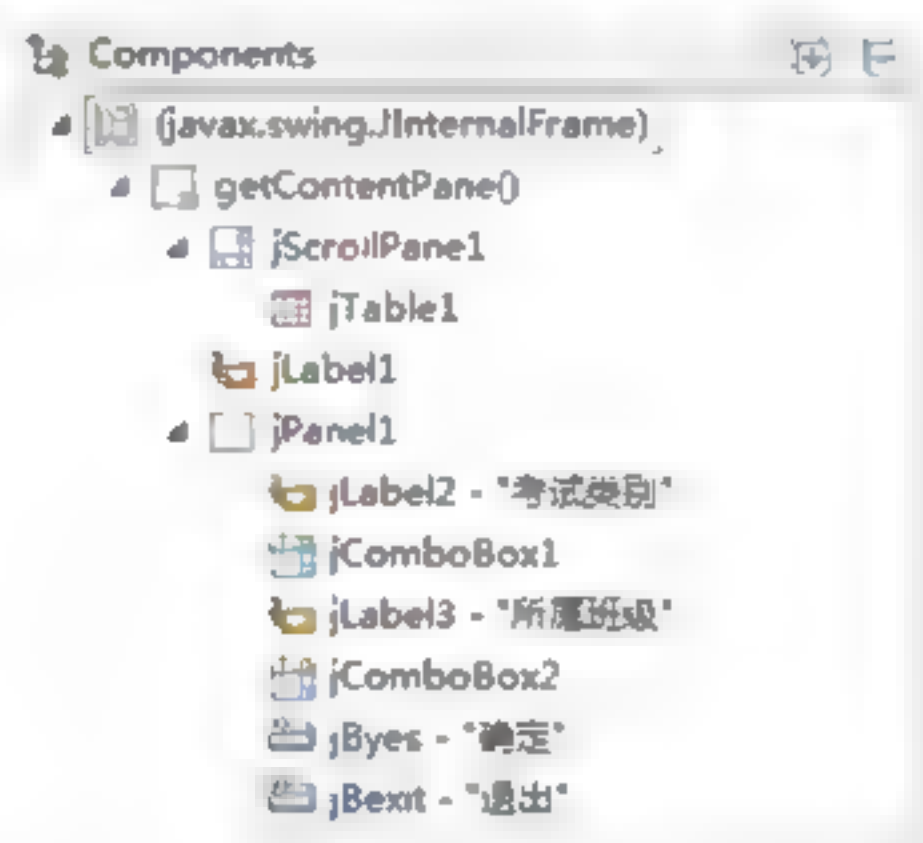 Components
(javax.swing.JInternalFrame)
getContentPane()
jScrollPane1
jTable1
jLabel1
jPanel1
jLabel2 - "考试类别"
jComboBox1
jLabel3 - "所属班级"
jComboBox2
jByes - "确定"
jBexit - "退出"